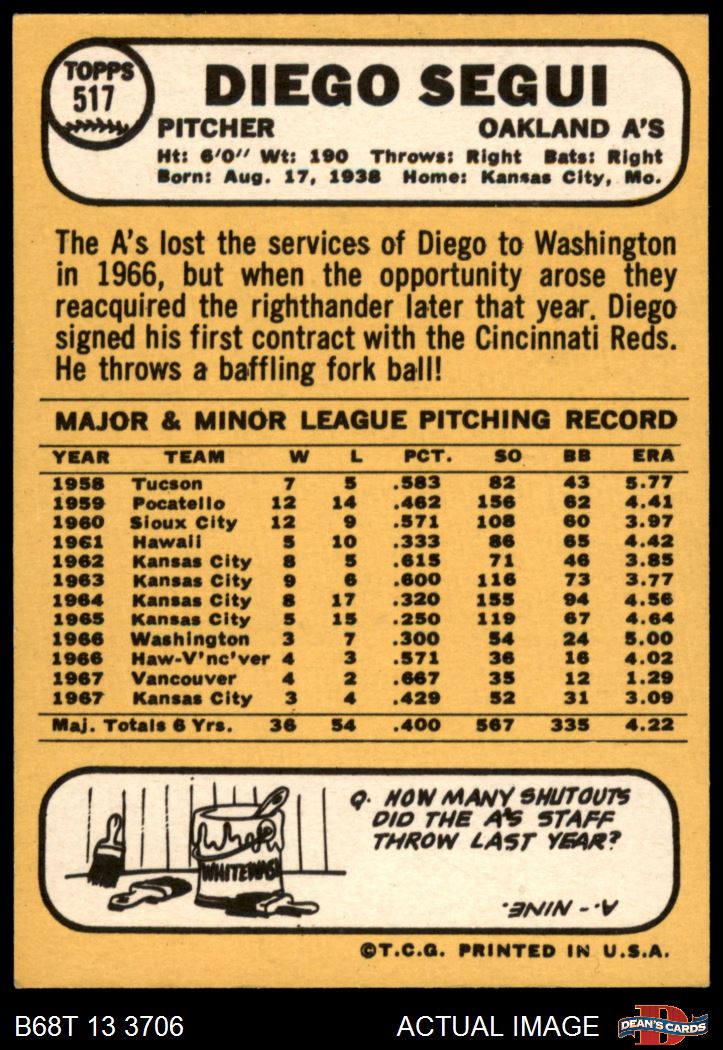 TOPPS
517
DIEGO SEGUI
PITCHER OAKLAND A'S
Ht: 6'0" Wt: 190 Throws: Right Bats: Right
Born: Aug. 17, 1938 Home: Kansas City, Mo.
The A's lost the services of Diego to Washington
in 1966, but when the opportunity arose they
reacquired the righthander later that year. Diego
signed his first contract with the Cincinnati Reds.
He throws a baffling fork ball!
MAJOR & MINOR LEAGUE PITCHING RECORD
YEAR TEAM W L PCT. SO BB ERA
1958 Tucson 7 5 .583 82 43 5.77
1959 Pocatello 12 14 .462 156 62 4.41
1960 Sioux City 12 9 .571 108 60 3.97
1961 Hawaii 5 10 .333 86 65 4.42
1962 Kansas City 8 5 .615 71 46 3.85
1963 Kansas City 9 6 .600 116 73 3.77
1964 Kansas City 8 17 .320 155 94 4.56
1965 Kansas City 5 15 .250 119 67 4.64
1966 Washington 3 7 .300 54 24 5.00
1966 Haw-V'nc'ver 4 3 .571 36 16 4.02
1967 Vancouver 4 2 .667 35 12 1.29
1967 Kansas City 3 4 .429 52 31 3.09
Maj. Totals 6 Yrs. 36 54 .400 567 335 4.22
WHITEWASH
Q. HOW MANY SHUTOUTS
DID THE A'S STAFF
THROW LAST YEAR?
A.- NINE.
©T.C.G. PRINTED IN U.S.A.
B68T 13 3706 ACTUAL IMAGE DEAN'S CARDS